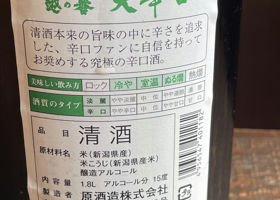 越の誉 大辛口
清酒本来の旨味の中に辛さを追求
した、辛口ファンに自信を持って
お奨めする究極の辛口酒。
美味しい飲み方 ロック 冷や 室温 ぬる燗 熱燗
酒質のタイプ 淡麗 やや淡麗 中位 やや濃醇 濃醇
辛口 やや辛口 中位 やや甘口 甘口
品目 清酒
原材料名 米(新潟県産)
米こうじ(新潟県産米)
醸造アルコール
1.8L アルコール分 15度
原酒造株式会社